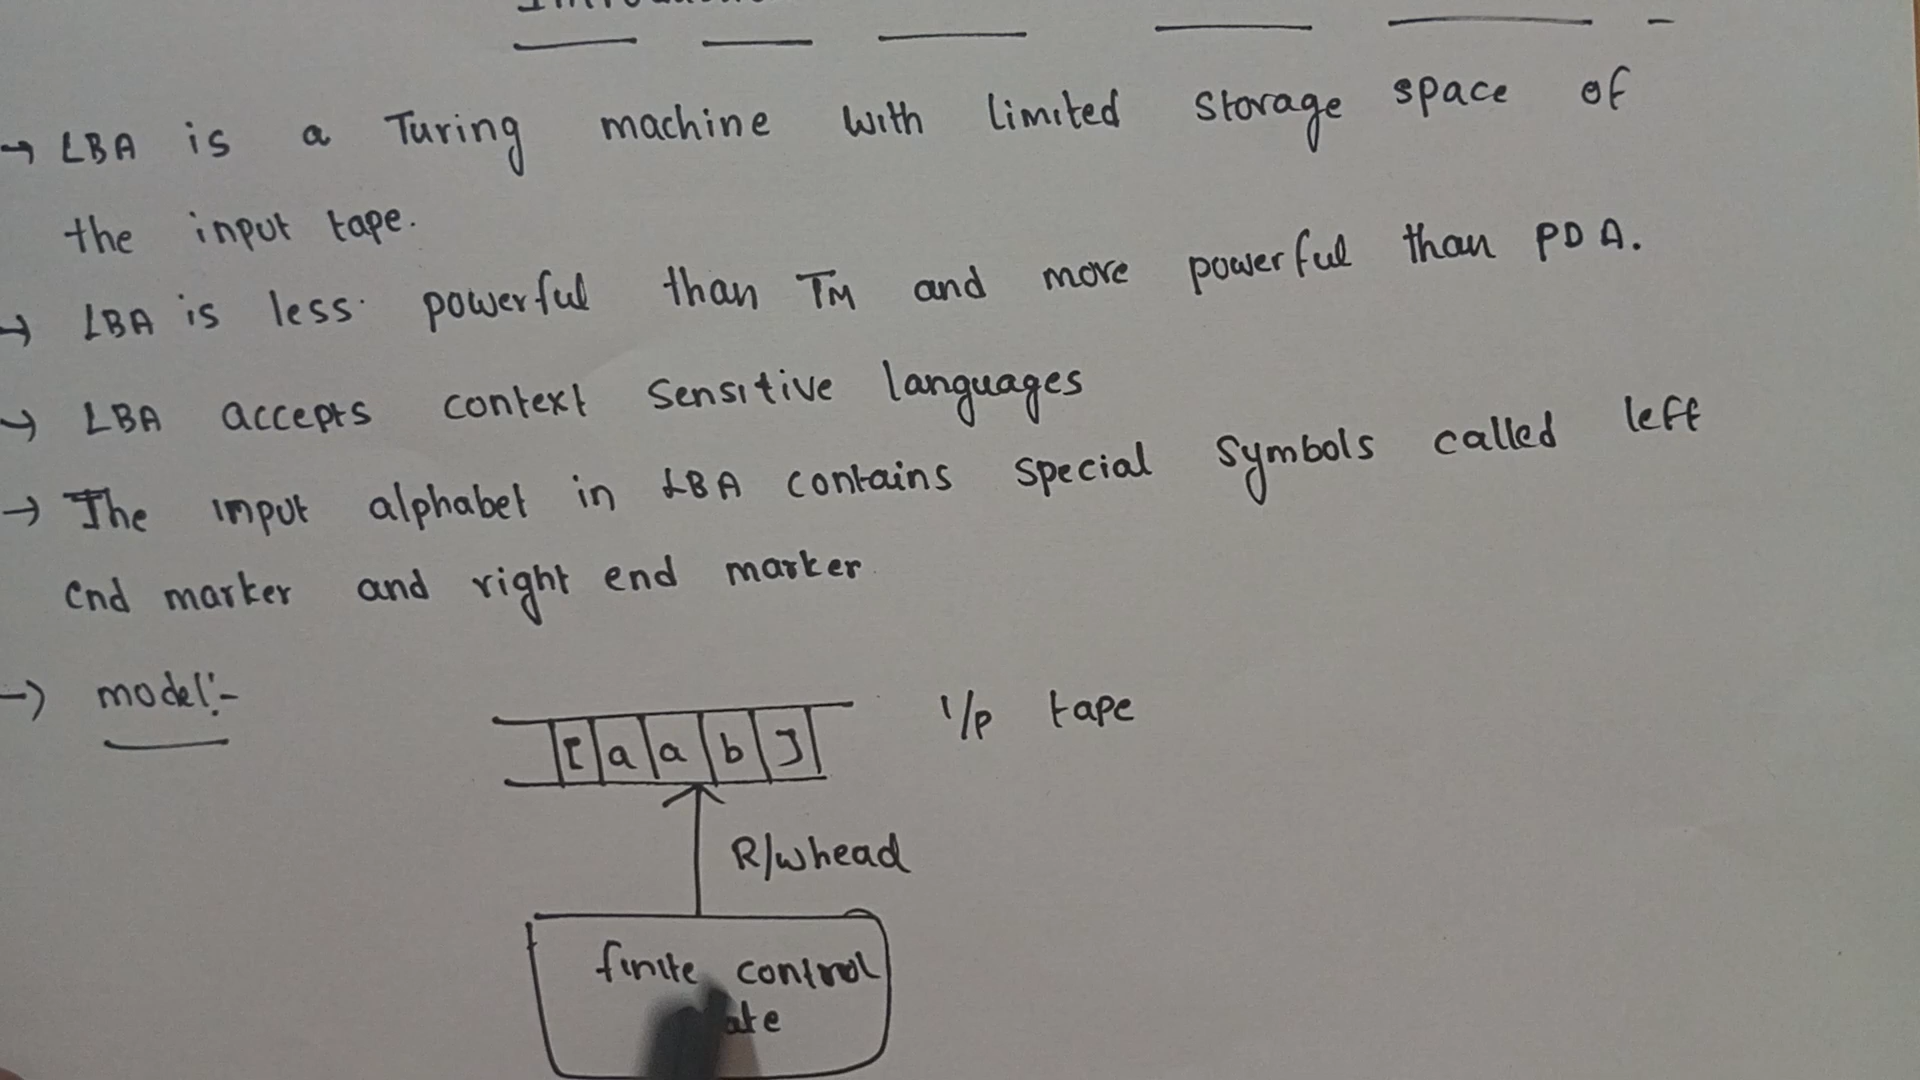 → LBA is a Turing machine with limited storage space of
the input tape.
→ LBA is less powerful than TM and more powerful than PDA.
→ LBA accepts context sensitive languages
→ The input alphabet in LBA contains special symbols called left
end marker and right end marker
→ model:-
[ a a b ] i/p tape
R/w head
finite control